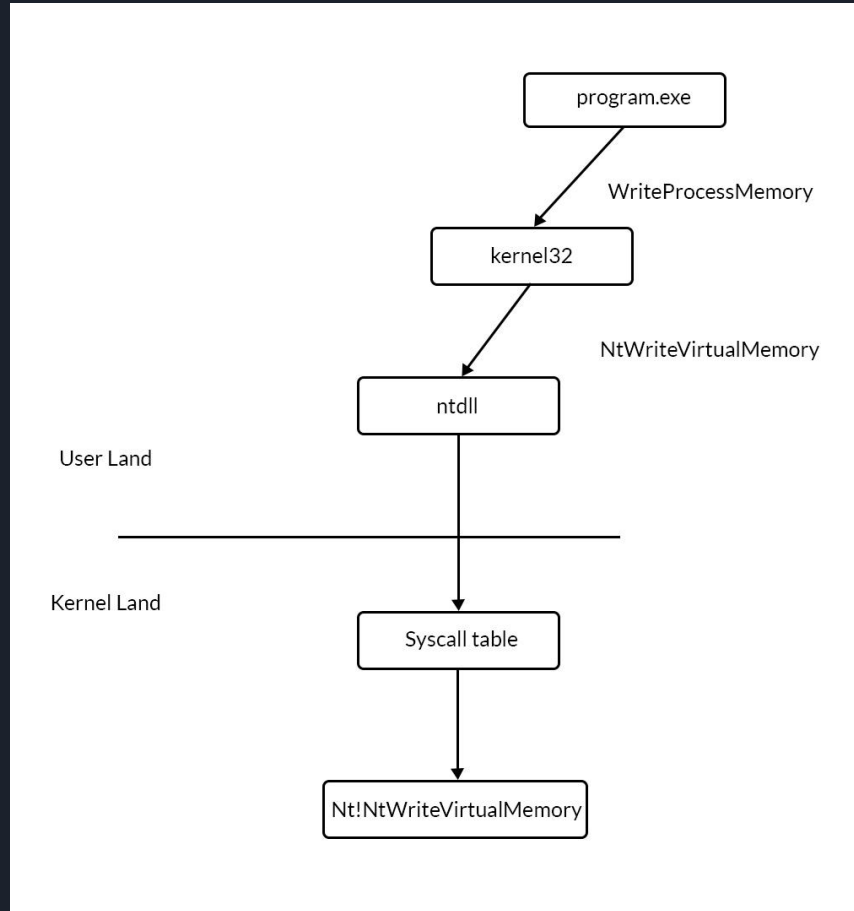 program.exe
WriteProcessMemory
kernel32
NtWriteVirtualMemory
ntdll
User Land
Kernel Land
Syscall table
Nt!NtWriteVirtualMemory